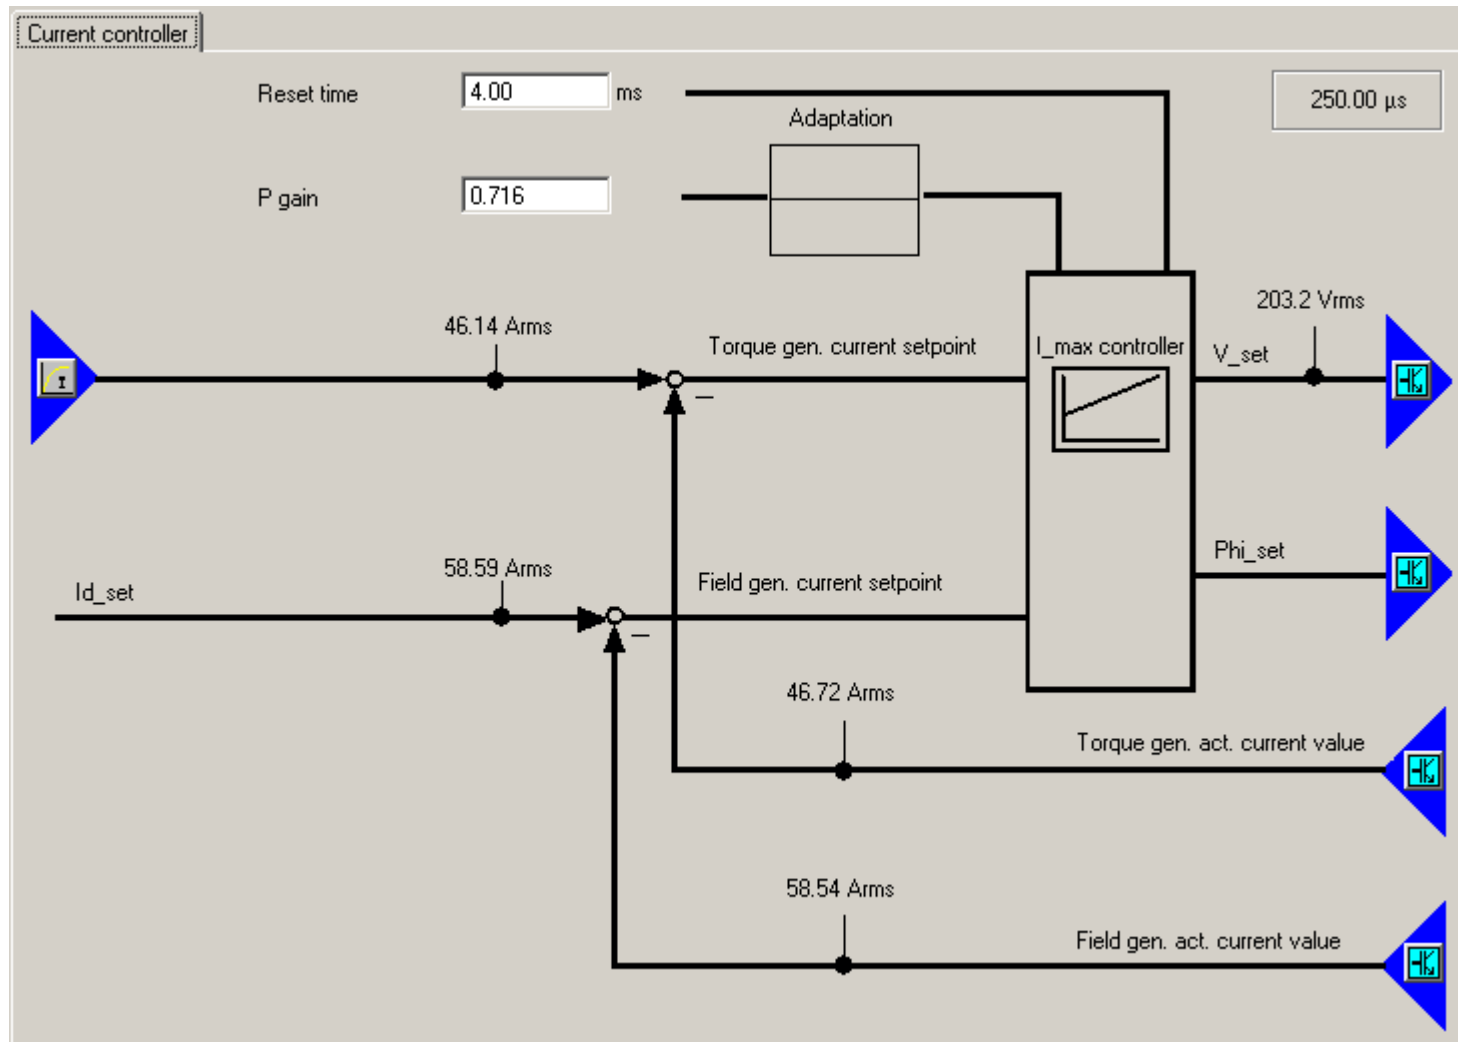 Current controller
Reset time
4.00
ms
250.00 µs
Adaptation
P gain
0.716
203.2 Vrms
46.14 Arms
Torque gen. current setpoint
I_max controller
V_set
I
Phi_set
58.59 Arms
Field gen. current setpoint
Id_set
46.72 Arms
Torque gen. act. current value
58.54 Arms
Field gen. act. current value